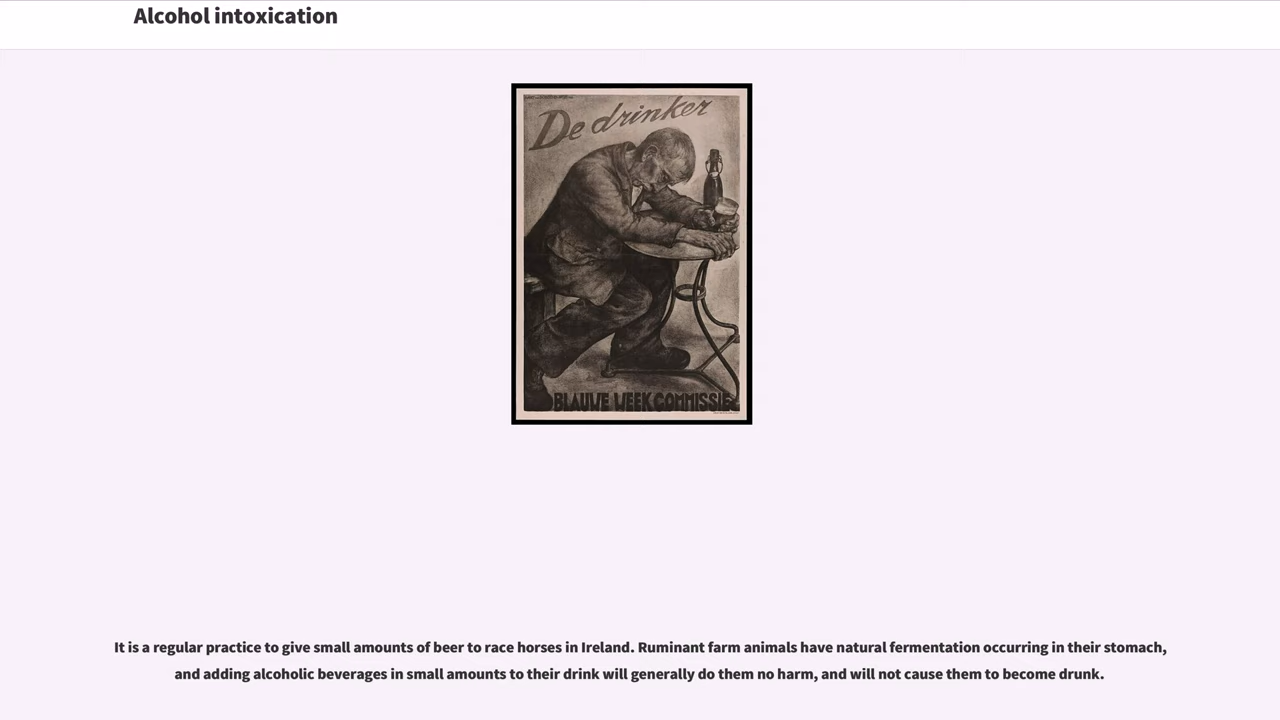 Alcohol intoxication
De drinker
BLAUWE WEEK COMMISSIE
It is a regular practice to give small amounts of beer to race horses in Ireland. Ruminant farm animals have natural fermentation occurring in their stomach,
and adding alcoholic beverages in small amounts to their drink will generally do them no harm, and will not cause them to become drunk.